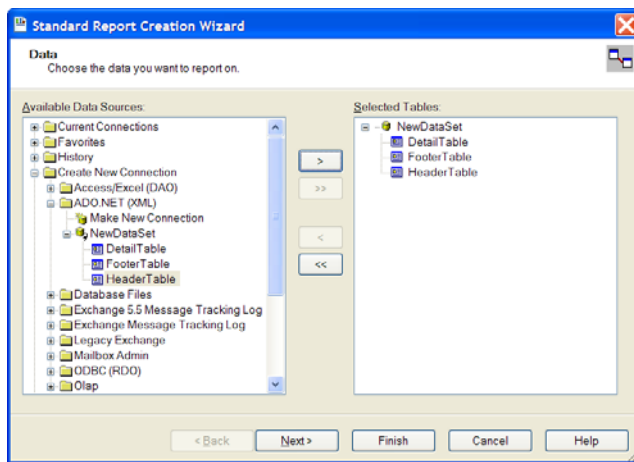 Standard Report Creation Wizard
Data
Choose the data you want to report on.
Available Data Sources:
Current Connections
Favorites
History
Create New Connection
Access/Excel (DAO)
ADO.NET (XML)
Make New Connection
NewDataSet
DetailTable
FooterTable
HeaderTable
Database Files
Exchange 5.5 Message Tracking Log
Exchange Message Tracking Log
Legacy Exchange
Mailbox Admin
ODBC (RDO)
Olap
>
>>
<
<<
Selected Tables:
NewDataSet
DetailTable
FooterTable
HeaderTable
< Back
Next >
Finish
Cancel
Help